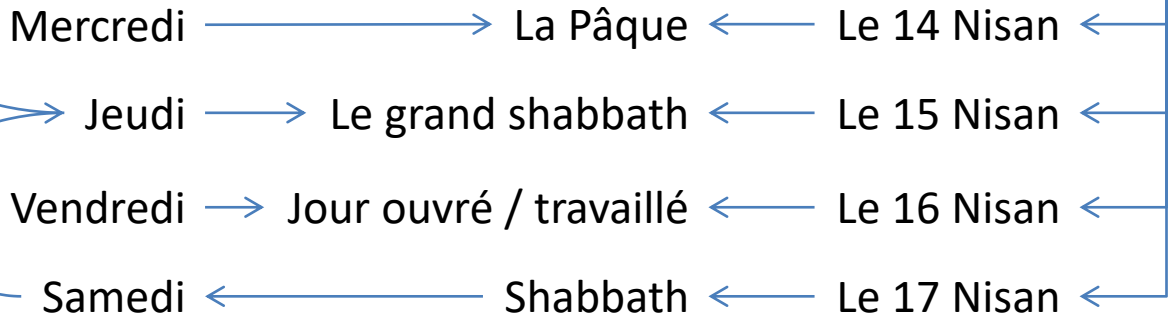 Mercredi La Pâque Le 14 Nisan
Jeudi Le grand shabbath Le 15 Nisan
Vendredi Jour ouvré / travaillé Le 16 Nisan
Samedi Shabbath Le 17 Nisan